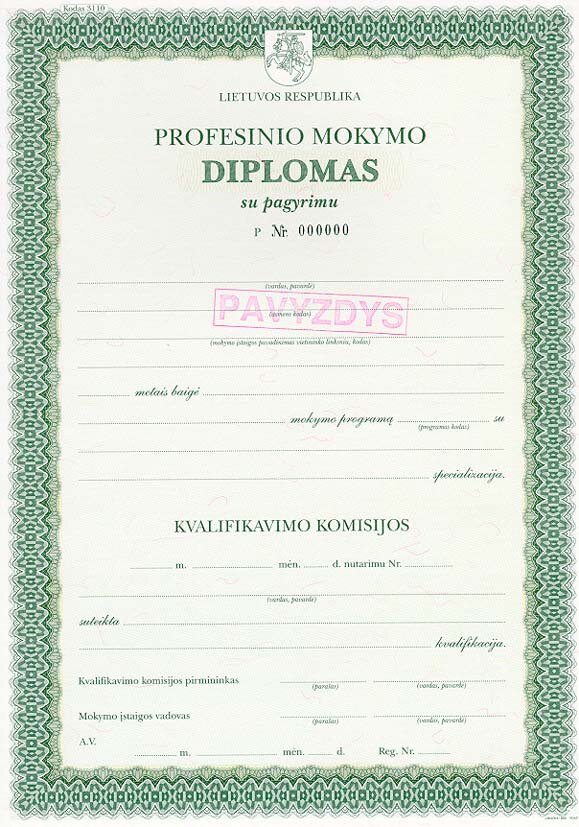 Kodas 3110
LIETUVOS RESPUBLIKA
PROFESINIO MOKYMO
DIPLOMAS
su pagyrimu
P Nr. 000000
(vardas, pavardė)
PAVYZDYS
(asmens kodas)
(mokymo įstaigos pavadinimas vietininko linksniu, kodas)
metais baigė
mokymo programą su
(programos kodas)
specializacija.
KVALIFIKAVIMO KOMISIJOS
m. mėn. d. nutarimu Nr.
(vardas, pavardė)
suteikta
kvalifikacija.
Kvalifikavimo komisijos pirmininkas
(parašas) (vardas, pavardė)
Mokymo įstaigos vadovas
(parašas) (vardas, pavardė)
A.V.
m. mėn. d. Reg. Nr.